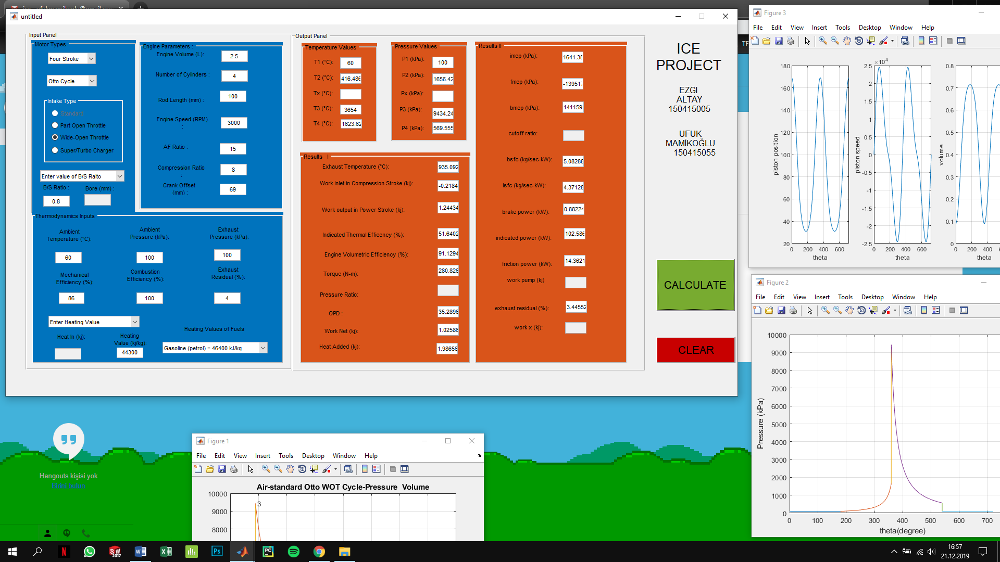 untitled
Input Panel
Motor Types
Four Stroke
Otto Cycle
Intake Type
Standard
Part Open Throttle
Wide-Open Throttle
Super/Turbo Charger
Enter value of B/S Raito
B/S Ratio :
Bore (mm) :
0.8
Engine Parameters :
Engine Volume (L):
2.5
Number of Cylinders :
4
Rod Length (mm) :
100
Engine Speed (RPM)
:
3000
AF Ratio :
15
Compression Ratio
:
8
Crank Offset
(mm) :
69
Thermodynamics Inputs
Ambient
Temperature (°C):
60
Ambient
Pressure (kPa):
100
Exhaust
Pressure (kPa):
100
Mechanical
Efficiency (%):
86
Combustion
Efficiency (%):
100
Exhaust
Residual (%):
4
Enter Heating Value
Heat In (kj):
Heating
Value (kj/kg):
44300
Heating Values of Fuels
Gasoline (petrol) = 46400 kJ/kg
Output Panel
Temperature Values
T1 (°C):
60
T2 (°C):
416.486
Tx (°C):
T3 (°C):
3654
T4 (°C):
1623.62
Pressure Values
P1 (kPa):
100
P2 (kPa):
1656.42
Px (kPa):
P3 (kPa):
9434.24
P4 (kPa):
569.555
Results I
Exhaust Temperature (°C):
935.092
Work inlet in Compression Stroke (kj):
-0.2184
Work output in Power Stroke (kj):
1.24434
Indicated Thermal Efficency (%):
51.6402
Engine Volumetric Efficiency (%):
91.1294
Torque (N-m):
280.826
Pressure Ratio:
OPD :
35.2896
Work Net (kj):
1.02586
Heat Added (kj):
1.98656
Results II
imep (kPa):
1641.38
fmep (kPa):
-139517
bmep (kPa):
141159
cutoff ratio:
bsfc (kg/sec-kW):
5.08288
isfc (kg/sec-kW):
4.37128
brake power (kW):
0.88224
indicated power (kW):
102.586
friction power (kW):
14.3621
work pump (kj)
exhaust residual (%):
3.44552
work x (kj):
ICE
PROJECT
EZGI
ALTAY
150415005
UFUK
MAMİKOĞLU
150415055
CALCULATE
CLEAR
Figure 3
File Edit View Insert Tools Desktop Window Help
180
160
140
120
100
80
60
40
20
piston position
0 200 400 600
theta
×10⁴
2.5
2
1.5
1
0.5
0
-0.5
-1
-1.5
-2
-2.5
piston speed
0 200 400 600
theta
0.8
0.7
0.6
0.5
0.4
0.3
0.2
0.1
0
volume
0 200 400
theta
Figure 2
File Edit View Insert Tools Desktop Window Help
10000
9000
8000
7000
6000
5000
4000
3000
2000
1000
0
Pressure (kPa)
0 100 200 300 400 500 600 700
theta(degree)
Figure 1
File Edit View Insert Tools Desktop Window Help
Air-standard Otto WOT Cycle-Pressure Volume
10000
9000
8000
3
Hangouts kişisi yok
16:57
21.12.2019